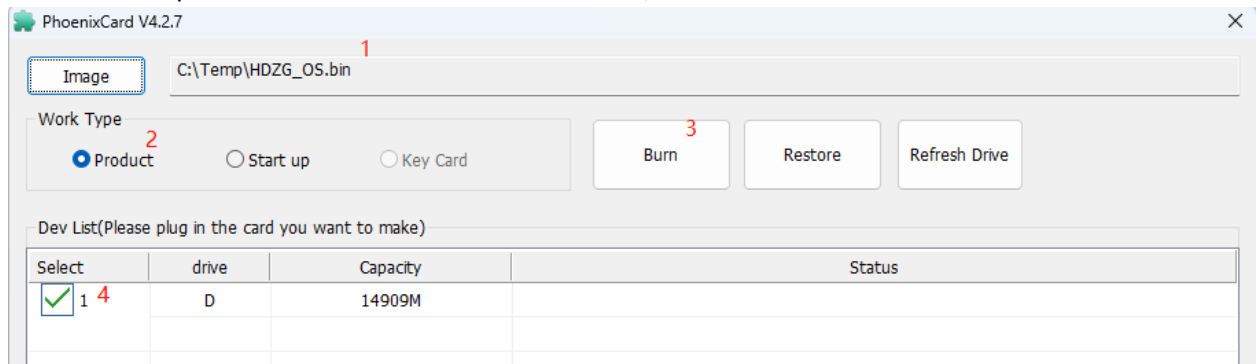 PhoenixCard V4.2.7
1
Image C:\Temp\HDZG_OS.bin
Work Type
2 3
Product Start up Key Card Burn Restore Refresh Drive
Dev List(Please plug in the card you want to make)
Select drive Capacity Status
1 4 D 14909M